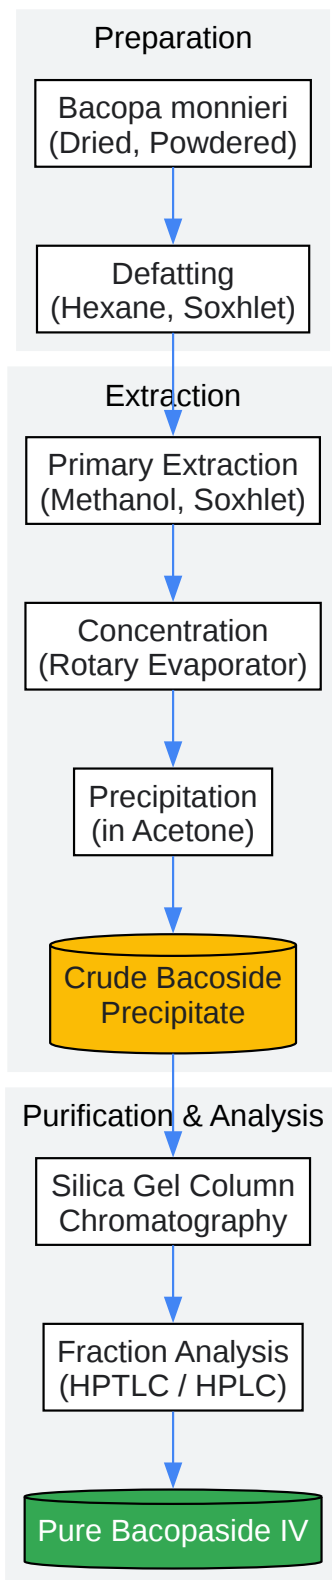 Preparation
Bacopa monnieri
(Dried, Powdered)
Defatting
(Hexane, Soxhlet)
Extraction
Primary Extraction
(Methanol, Soxhlet)
Concentration
(Rotary Evaporator)
Precipitation
(in Acetone)
Crude Bacoside
Precipitate
Purification & Analysis
Silica Gel Column
Chromatography
Fraction Analysis
(HPTLC / HPLC)
Pure Bacopaside IV